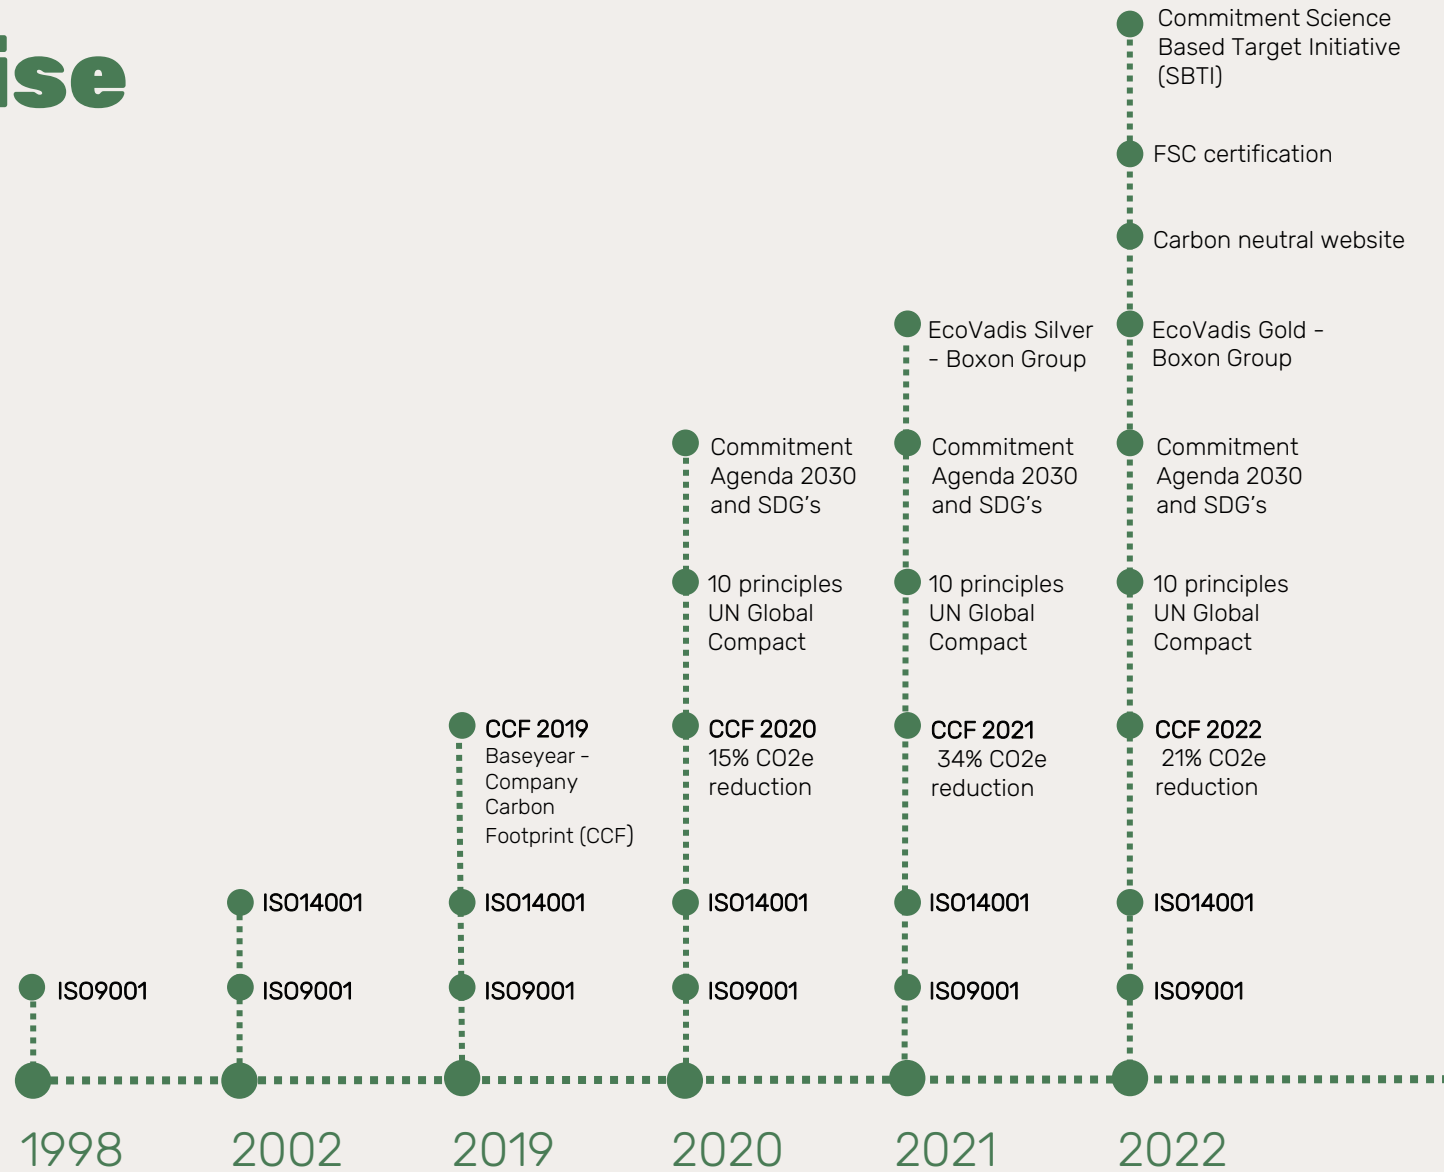 ise
1998
ISO9001
2002
ISO14001
ISO9001
2019
CCF 2019
Baseyear -
Company
Carbon
Footprint (CCF)
ISO14001
ISO9001
2020
Commitment
Agenda 2030
and SDG's
10 principles
UN Global
Compact
CCF 2020
15% CO2e
reduction
ISO14001
ISO9001
2021
EcoVadis Silver
- Boxon Group
Commitment
Agenda 2030
and SDG's
10 principles
UN Global
Compact
CCF 2021
34% CO2e
reduction
ISO14001
ISO9001
2022
Commitment Science
Based Target Initiative
(SBTI)
FSC certification
Carbon neutral website
EcoVadis Gold -
Boxon Group
Commitment
Agenda 2030
and SDG's
10 principles
UN Global
Compact
CCF 2022
21% CO2e
reduction
ISO14001
ISO9001